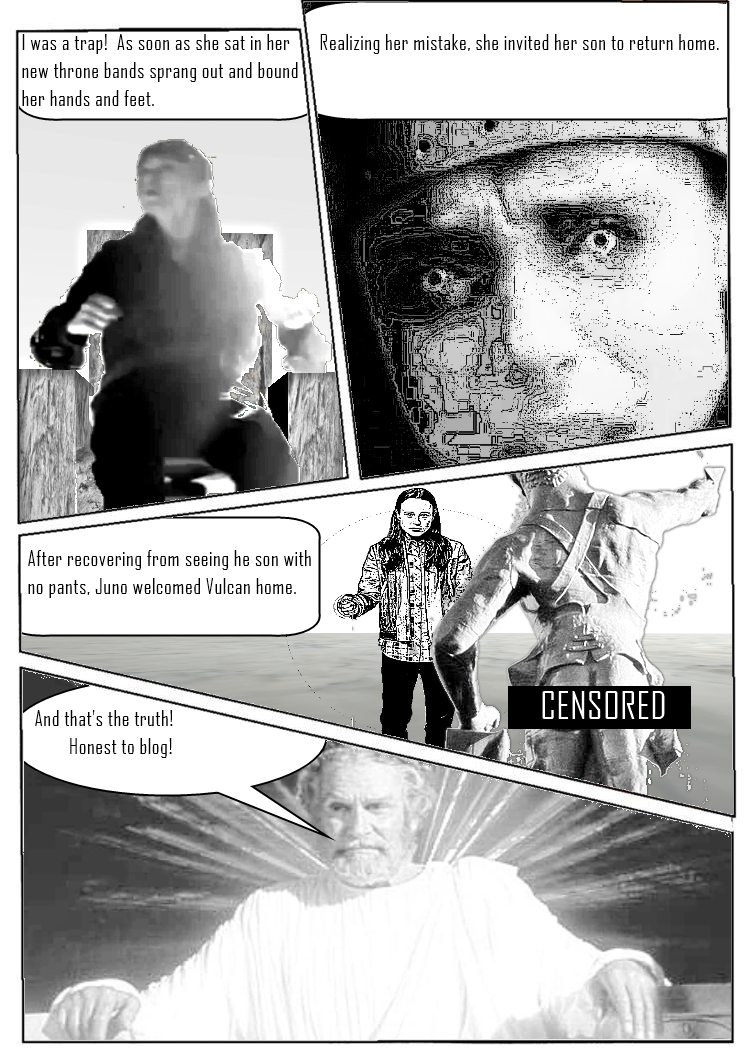 I was a trap! As soon as she sat in her
new throne bands sprang out and bound
her hands and feet.
Realizing her mistake, she invited her son to return home.
After recovering from seeing he son with
no pants, Juno welcomed Vulcan home.
CENSORED
And that's the truth!
Honest to blog!